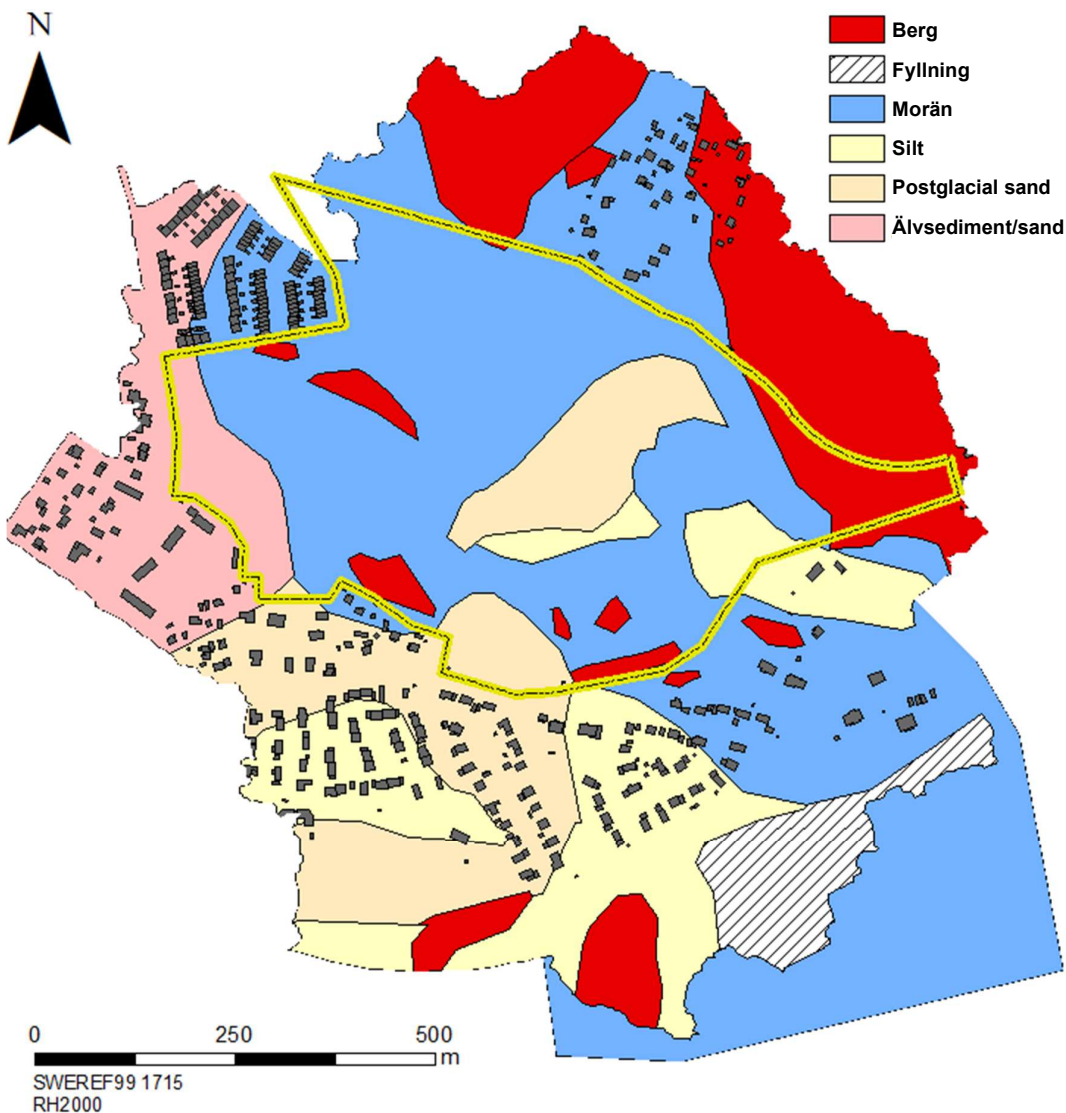 N
Berg
Fyllning
Morän
Silt
Postglacial sand
Älvsediment/sand
0 250 500
m
SWEREF99 1715
RH2000